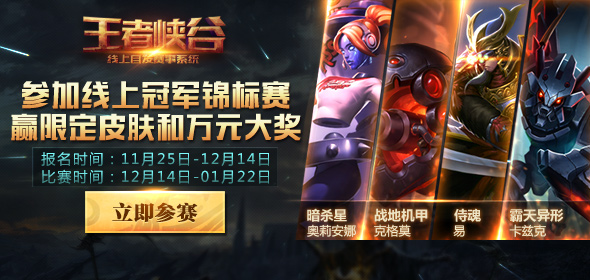 王者峡谷
线上自发赛事系统
参加线上冠军锦标赛
赢限定皮肤和万元大奖
报名时间：11月25日-12月14日
比赛时间：12月14日-01月22日
立即参赛
暗杀星
奥莉安娜
战地机甲
克格莫
侍魂
易
霸天异形
卡兹克